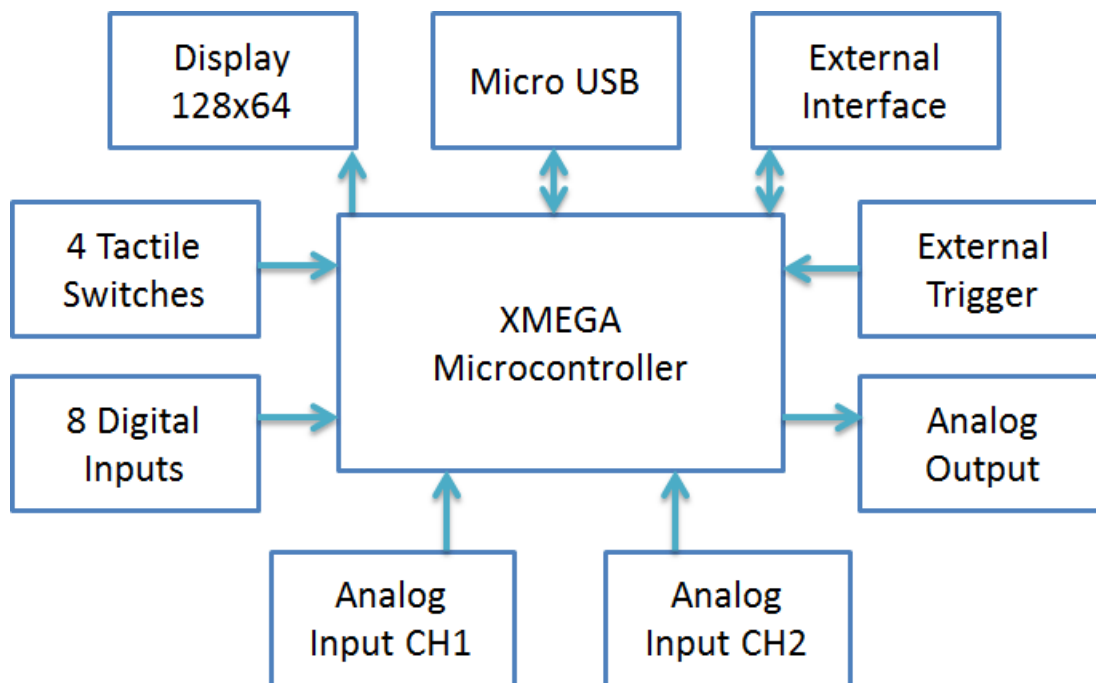 Display
128x64
Micro USB
External
Interface
4 Tactile
Switches
XMEGA
Microcontroller
External
Trigger
8 Digital
Inputs
Analog
Output
Analog
Input CH1
Analog
Input CH2